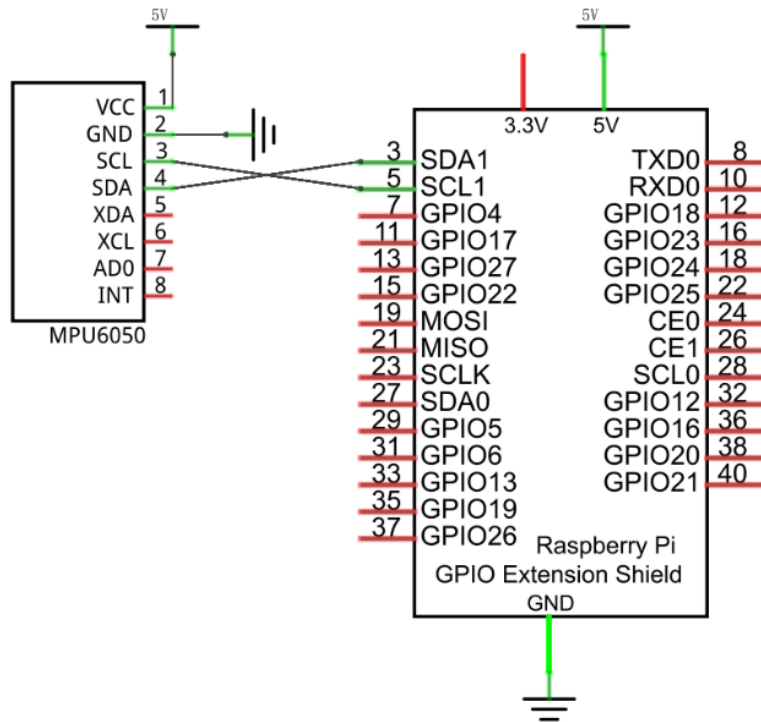 5V
5V
VCC 1
GND 2
SCL 3
SDA 4
XDA 5
XCL 6
AD0 7
INT 8
MPU6050
3.3V 5V
3 SDA1 TXD0 8
5 SCL1 RXD0 10
7 GPIO4 GPIO18 12
11 GPIO17 GPIO23 16
13 GPIO27 GPIO24 18
15 GPIO22 GPIO25 22
19 MOSI CE0 24
21 MISO CE1 26
23 SCLK SCL0 28
27 SDA0 GPIO12 32
29 GPIO5 GPIO16 36
31 GPIO6 GPIO20 38
33 GPIO13 GPIO21 40
35 GPIO19
37 GPIO26
Raspberry Pi
GPIO Extension Shield
GND